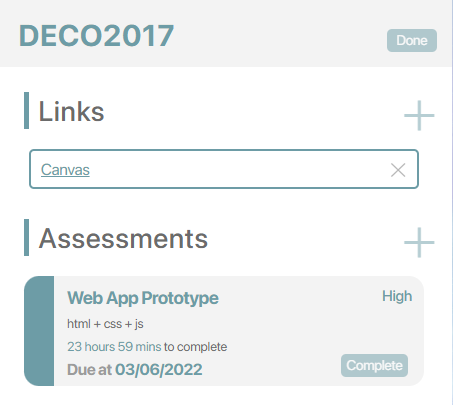 DECO2017
Done
Links
Canvas
Assessments
Web App Prototype
High
html + css + js
23 hours 59 mins to complete
Due at 03/06/2022
Complete